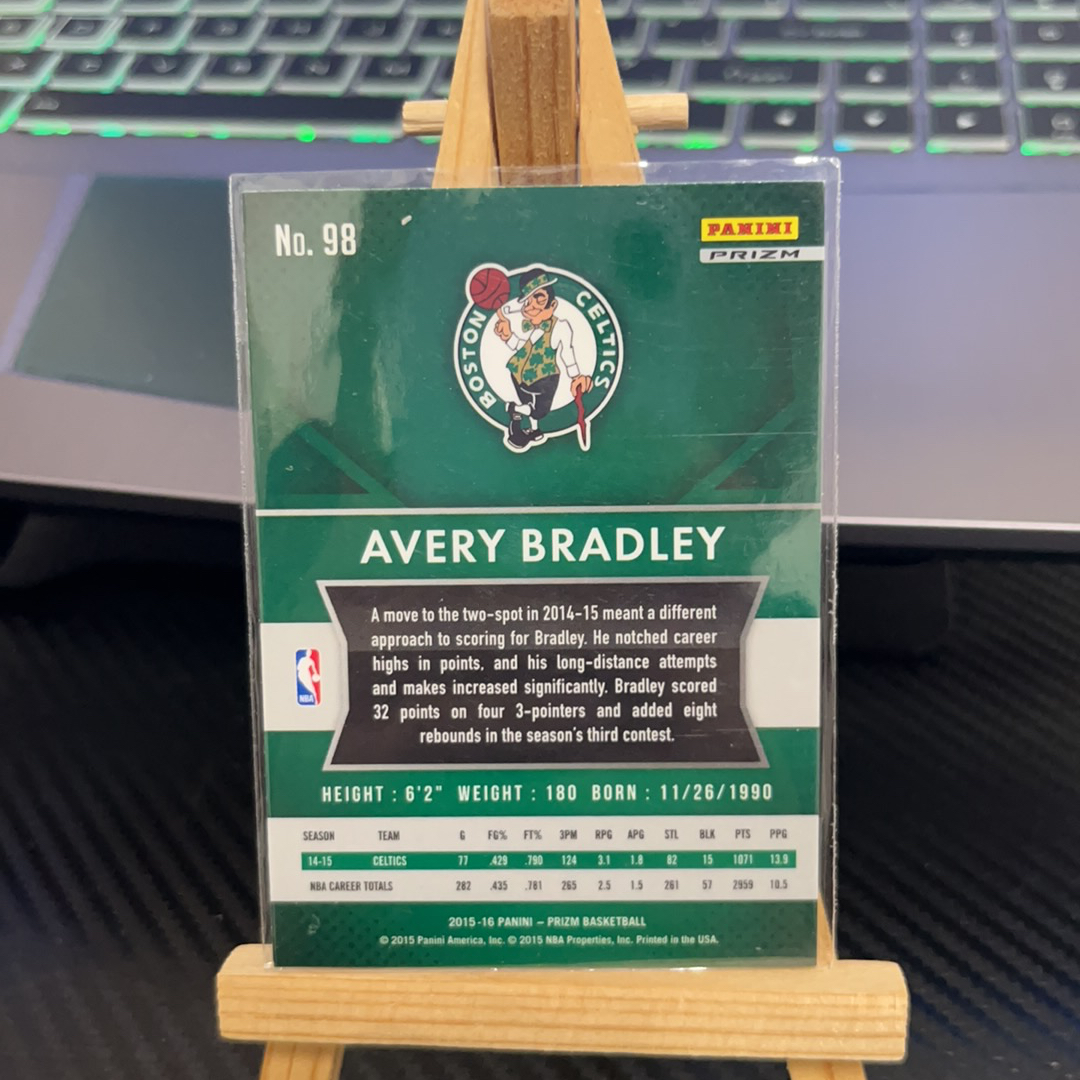 No. 98
PANINI
PRIZM
BOSTON CELTICS
AVERY BRADLEY
A move to the two-spot in 2014-15 meant a different
approach to scoring for Bradley. He notched career
highs in points, and his long-distance attempts
and makes increased significantly. Bradley scored
32 points on four 3-pointers and added eight
rebounds in the season's third contest.
NBA
HEIGHT : 6'2" WEIGHT : 180 BORN : 11/26/1990
SEASON TEAM G FG% FT% 3PM RPG APG STL BLK PTS PPG
14-15 CELTICS 77 .429 .790 124 3.1 1.8 82 15 1071 13.9
NBA CAREER TOTALS 282 .435 .781 265 2.5 1.5 261 57 2959 10.5
2015-16 PANINI – PRIZM BASKETBALL
© 2015 Panini America, Inc. © 2015 NBA Properties, Inc. Printed in the USA.